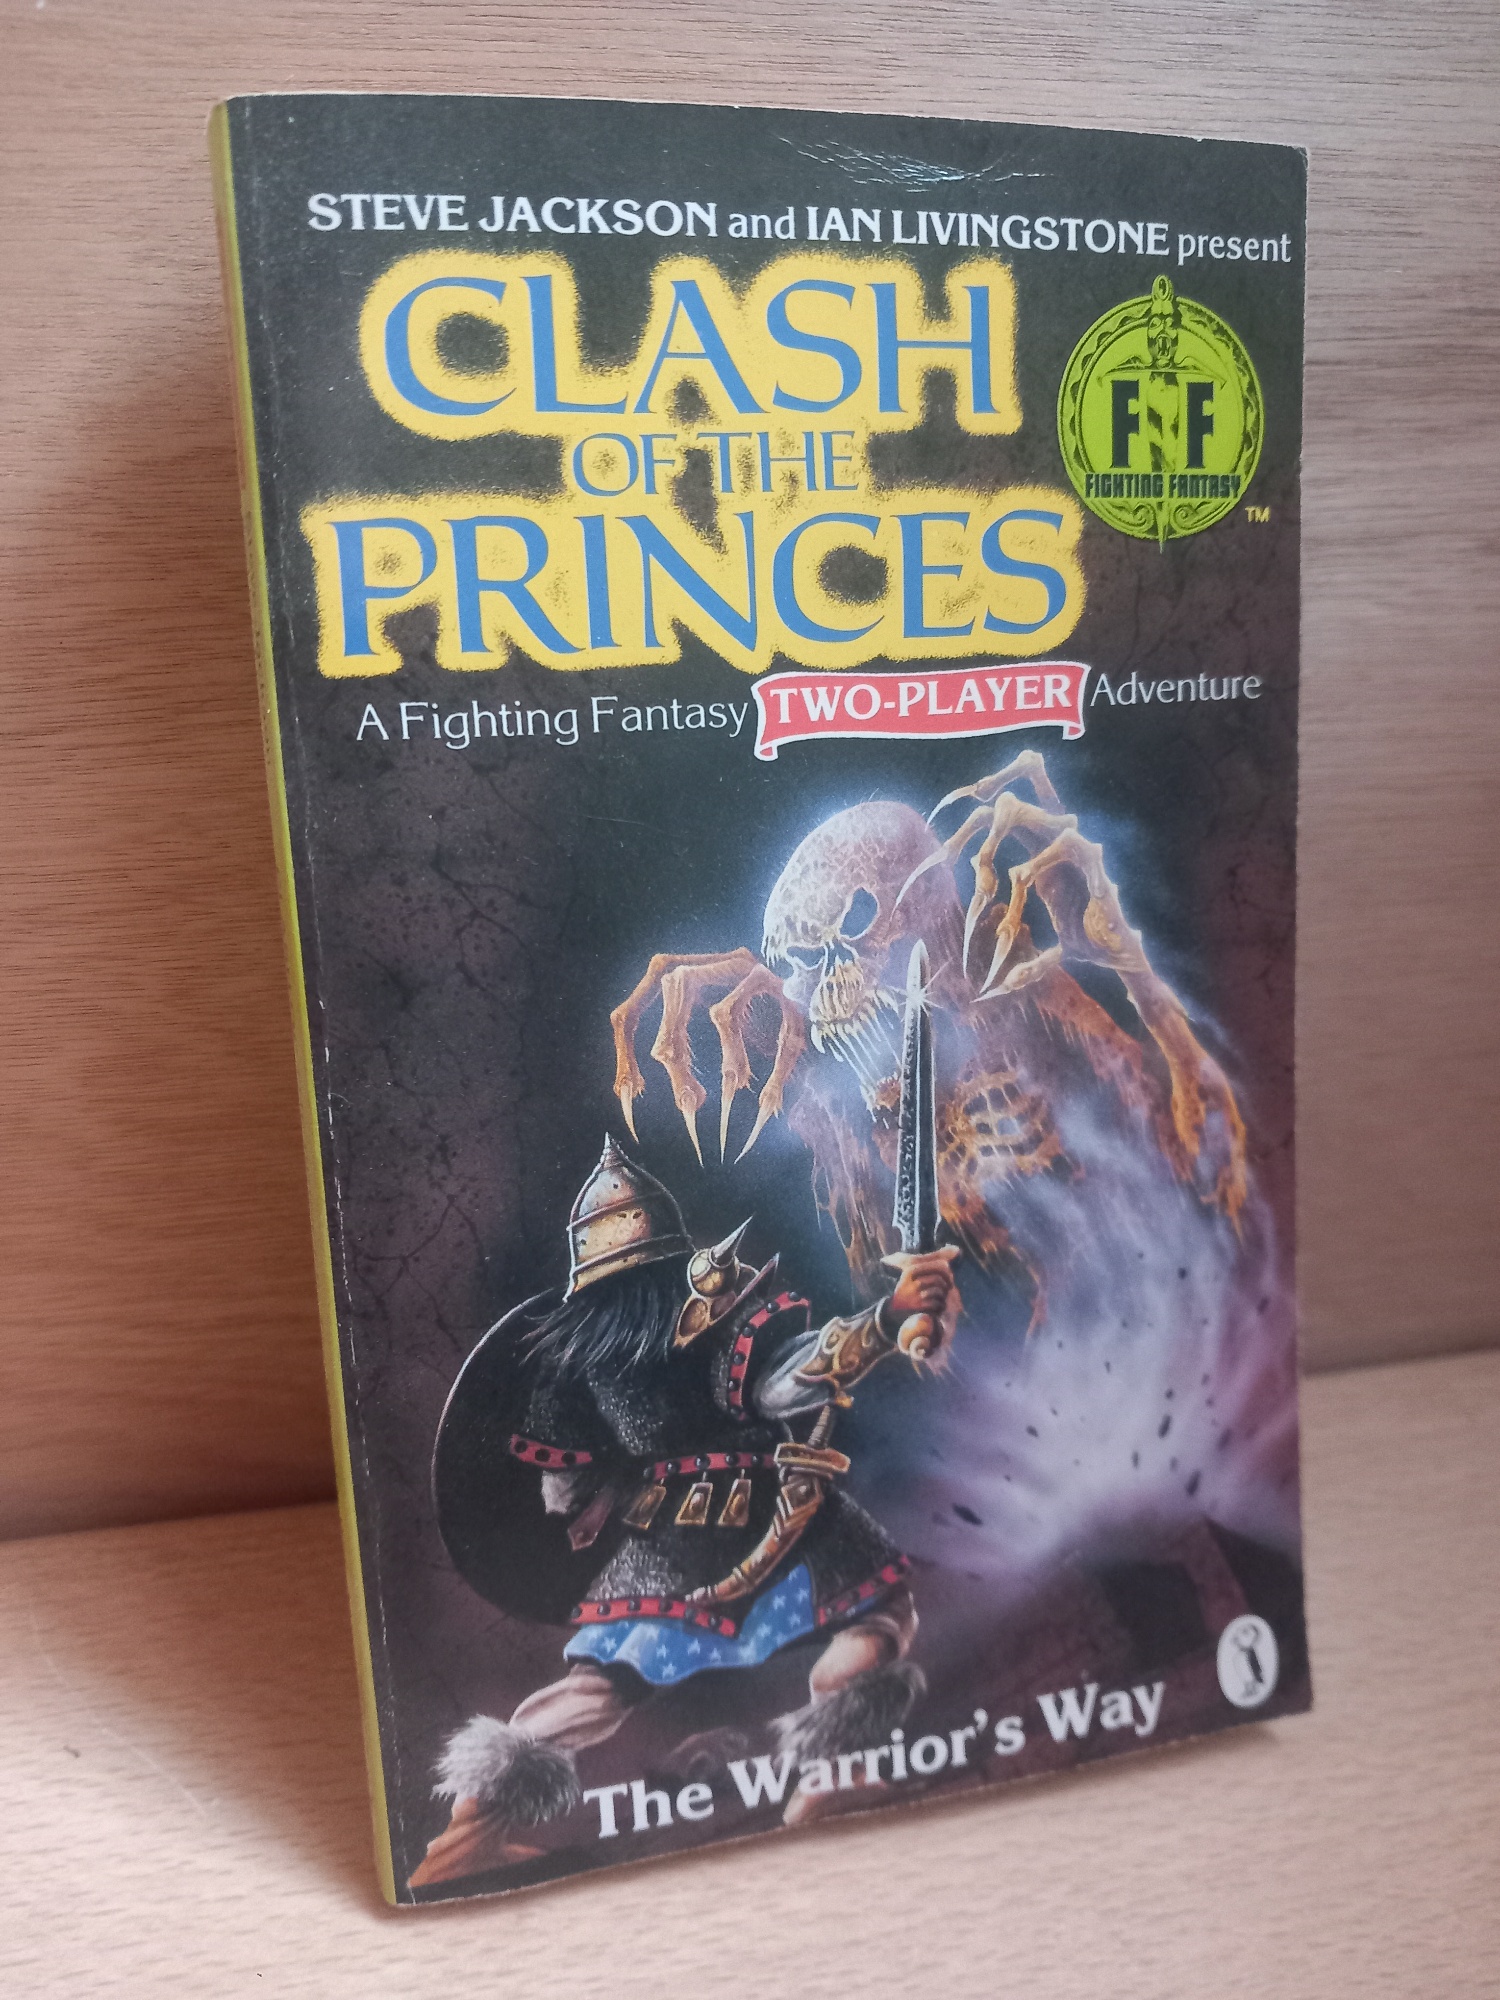 STEVE JACKSON and IAN LIVINGSTONE present
CLASH
OF THE
PRINCES
FF
FIGHTING FANTASY
TM
A Fighting Fantasy TWO-PLAYER Adventure
The Warrior's Way